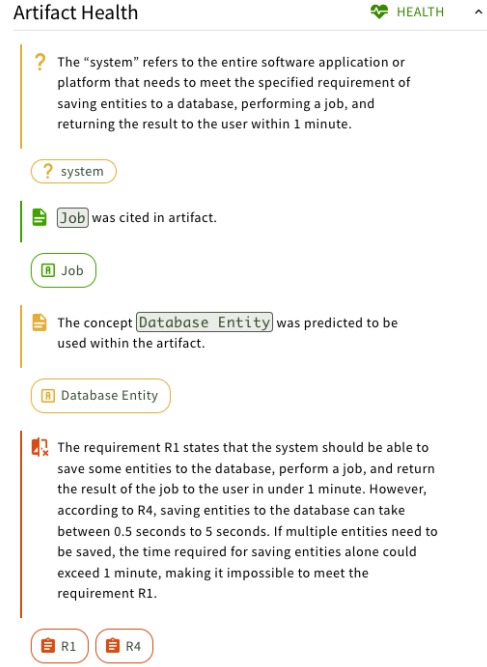 Artifact Health HEALTH
The “system” refers to the entire software application or
platform that needs to meet the specified requirement of
saving entities to a database, performing a job, and
returning the result to the user within 1 minute.
system
Job was cited in artifact.
Job
The concept Database Entity was predicted to be
used within the artifact.
Database Entity
The requirement R1 states that the system should be able to
save some entities to the database, perform a job, and return
the result of the job to the user in under 1 minute. However,
according to R4, saving entities to the database can take
between 0.5 seconds to 5 seconds. If multiple entities need to
be saved, the time required for saving entities alone could
exceed 1 minute, making it impossible to meet the
requirement R1.
R1 R4